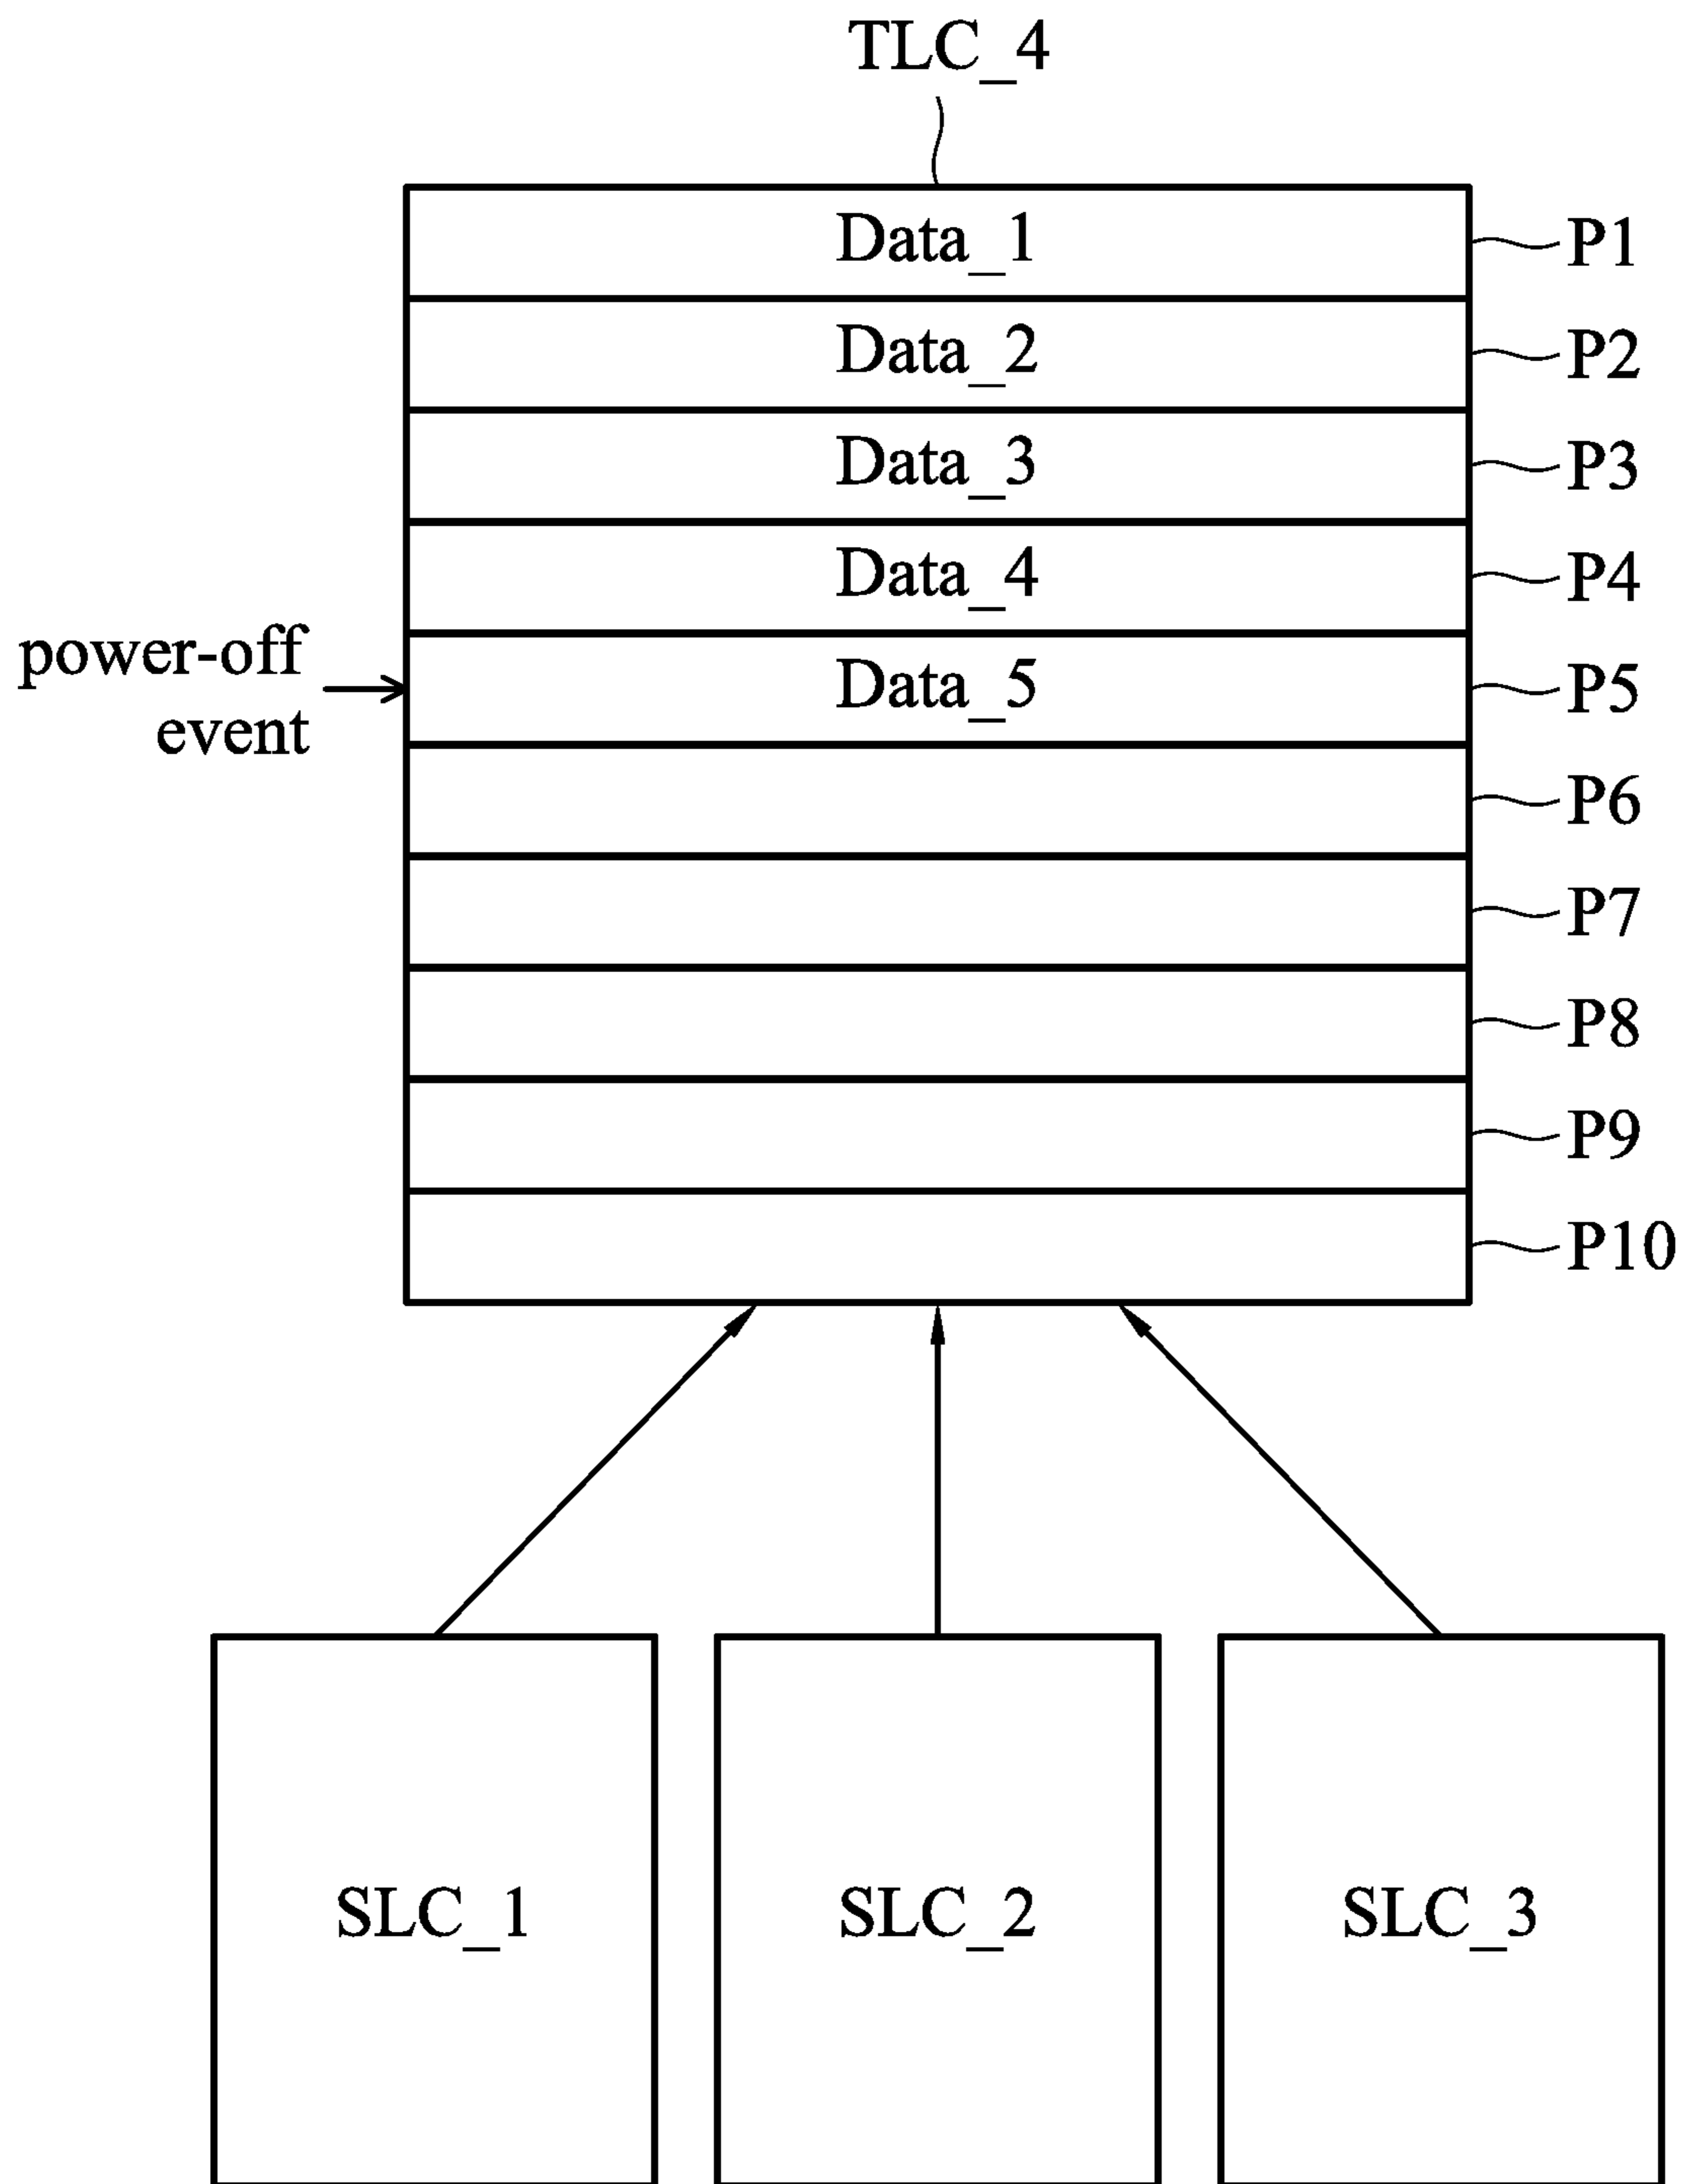 TLC_4
Data_1
P1
Data_2
P2
Data_3
P3
Data_4
P4
power-off
event
Data_5
P5
P6
P7
P8
P9
P10
SLC_1
SLC_2
SLC_3